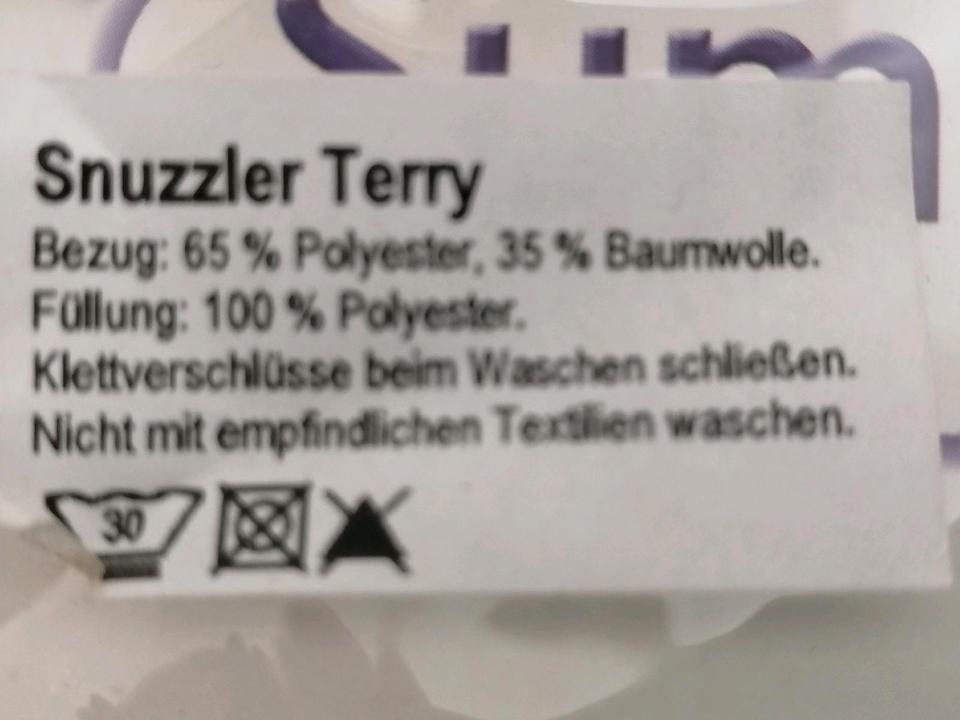 Sum
Snuzzler Terry
Bezug: 65 % Polyester, 35 % Baumwolle.
Füllung: 100 % Polyester.
Klettverschlüsse beim Waschen schließen.
Nicht mit empfindlichen Textilien waschen.
30